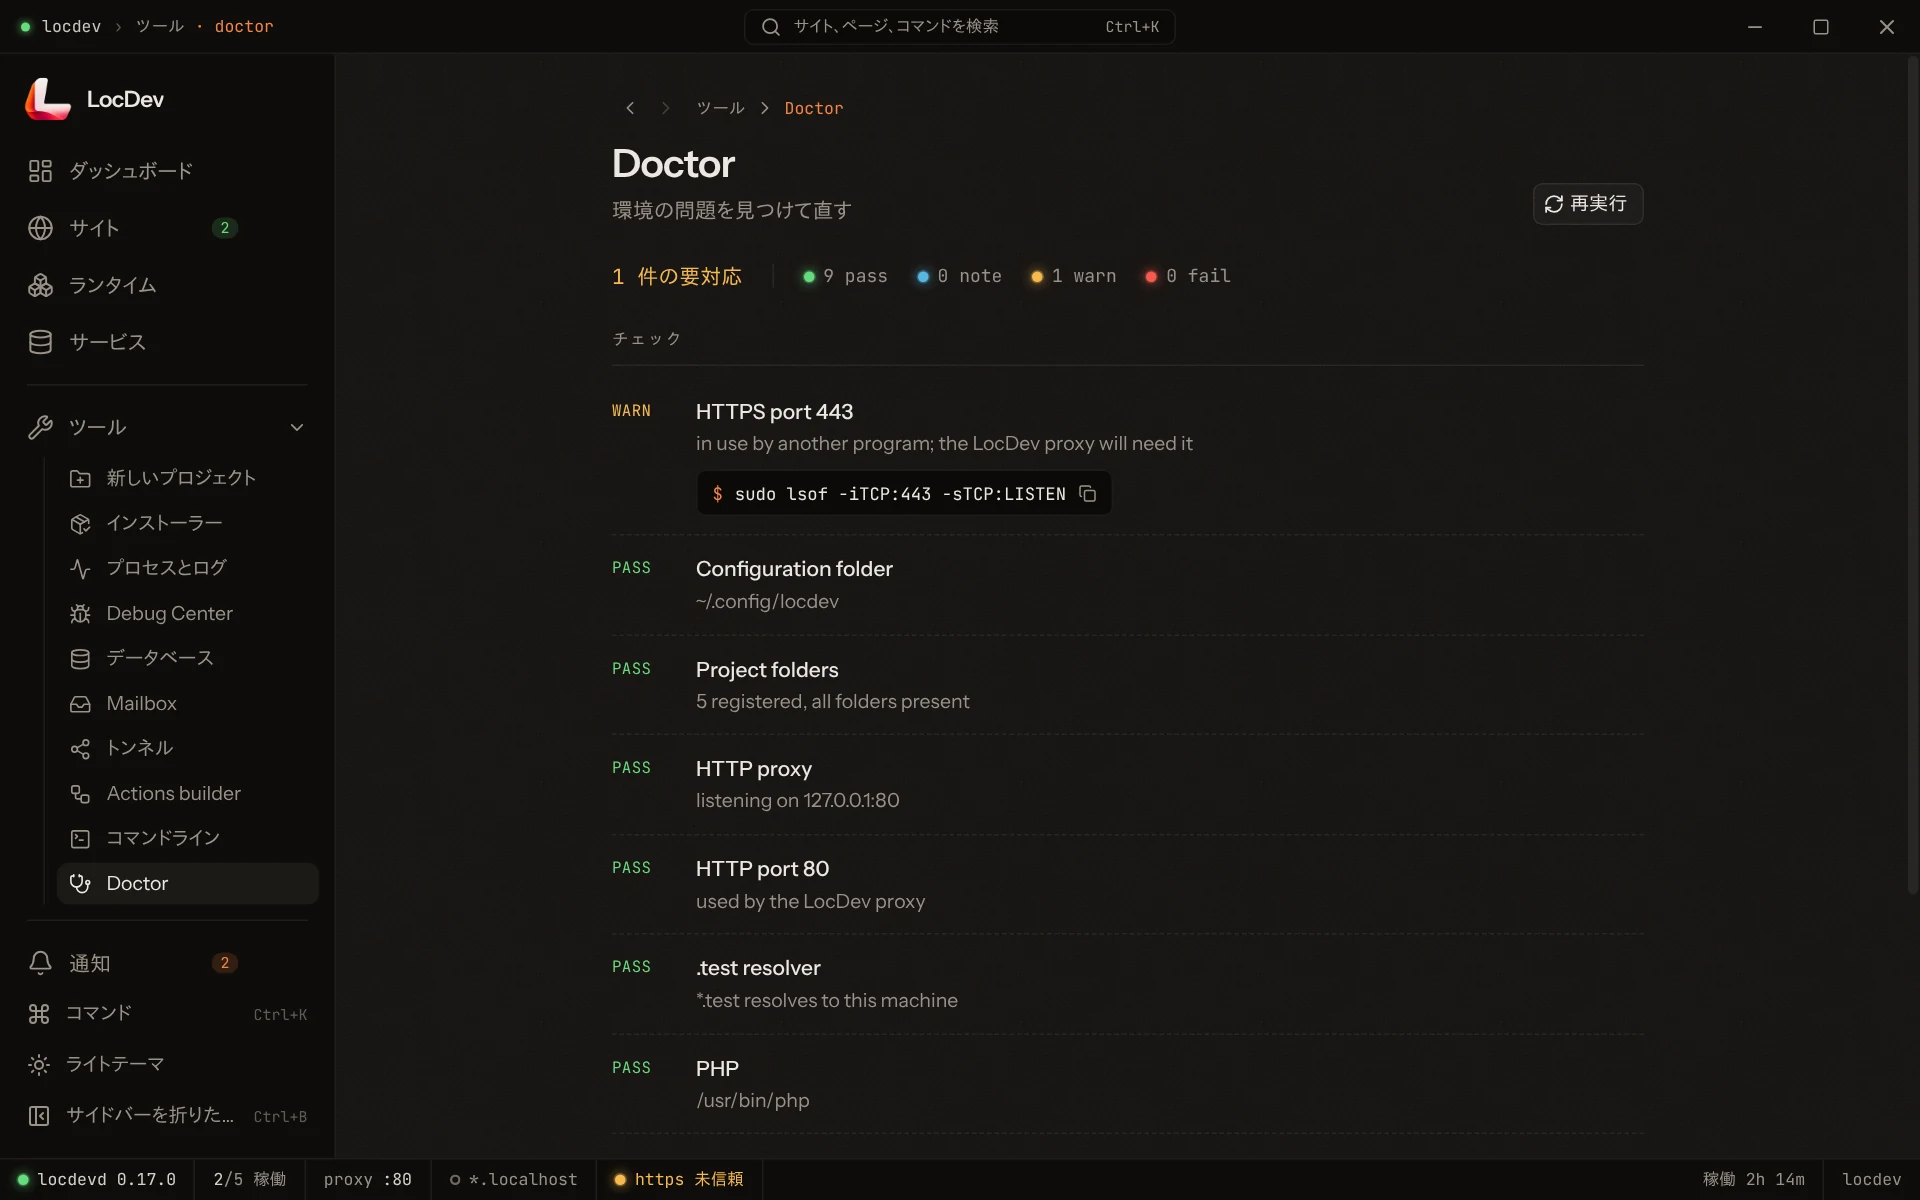 locdev › ツール · doctor
サイト、ページ、コマンドを検索 Ctrl+K
LocDev
ダッシュボード
サイト 2
ランタイム
サービス
ツール
新しいプロジェクト
インストーラー
プロセスとログ
Debug Center
データベース
Mailbox
トンネル
Actions builder
コマンドライン
Doctor
通知 2
コマンド Ctrl+K
ライトテーマ
サイドバーを折りた… Ctrl+B
ツール > Doctor
Doctor
環境の問題を見つけて直す
再実行
1 件の要対応
9 pass
0 note
1 warn
0 fail
チェック
WARN HTTPS port 443
in use by another program; the LocDev proxy will need it
$ sudo lsof -iTCP:443 -sTCP:LISTEN
PASS Configuration folder
~/.config/locdev
PASS Project folders
5 registered, all folders present
PASS HTTP proxy
listening on 127.0.0.1:80
PASS HTTP port 80
used by the LocDev proxy
PASS .test resolver
*.test resolves to this machine
PASS PHP
/usr/bin/php
locdevd 0.17.0
2/5 稼働
proxy :80
*.localhost
https 未信頼
稼働 2h 14m
locdev